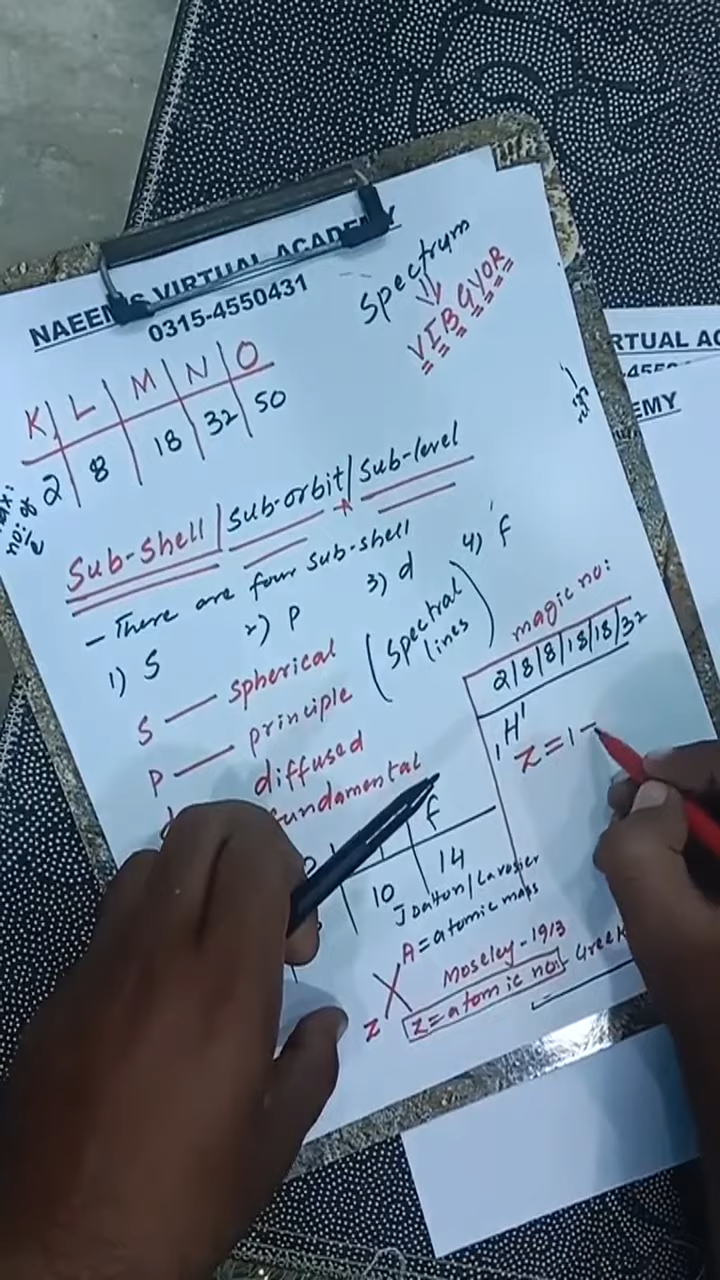 NAEEM'S VIRTUAL ACADEMY
0315-4550431
Spectrum
VIBGYOR
K L M N O
2 8 18 32 50
no: of
e
Sub-Shell/Sub-orbit/Sub-level
- There are four sub-shell
1) S 2) P 3) d 4) f
S — spherical
P — principle
diffused
fundamental
(spectral
lines)
magic no:
2|8|8|18|18|32
1H1
Z=1-
f
10 14
J Dalton/Lavosier
A=atomic mass
X
Z
Moseley-1913
Z=atomic no: Greek
RTUAL AC
EMY